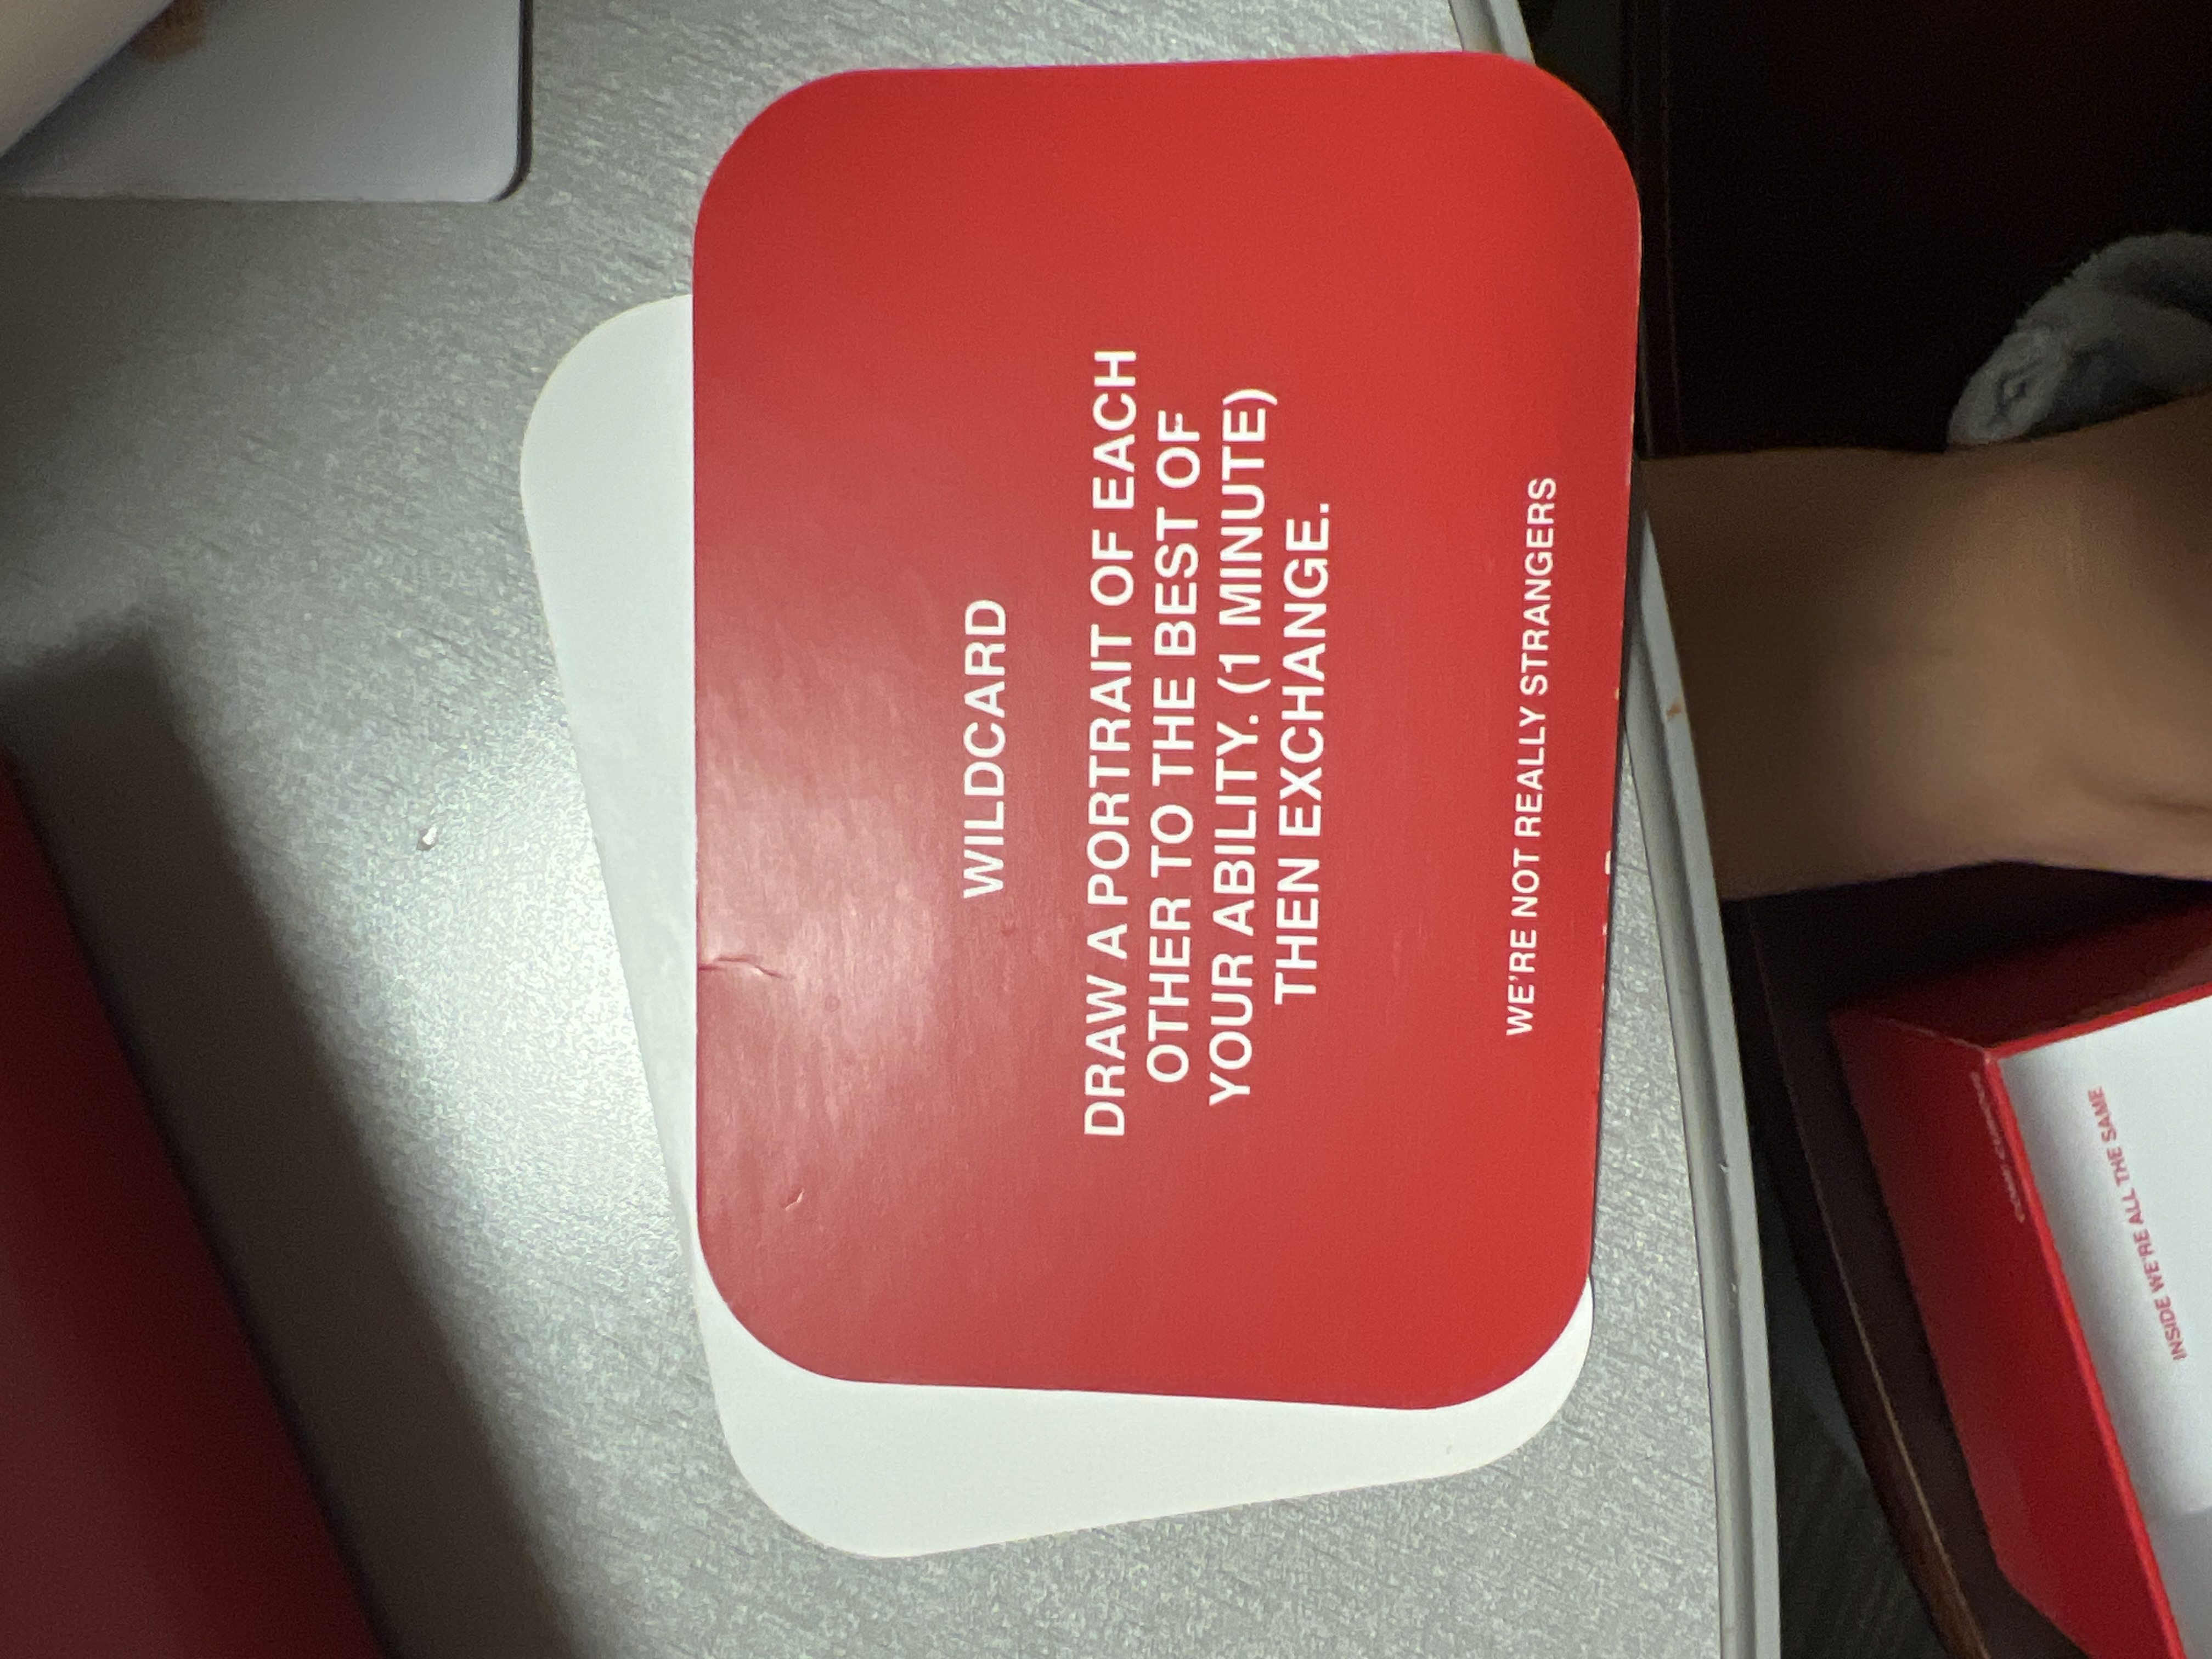 WILDCARD
DRAW A PORTRAIT OF EACH
OTHER TO THE BEST OF
YOUR ABILITY. (1 MINUTE)
THEN EXCHANGE.
WE'RE NOT REALLY STRANGERS
INSIDE WE'RE ALL THE SAME